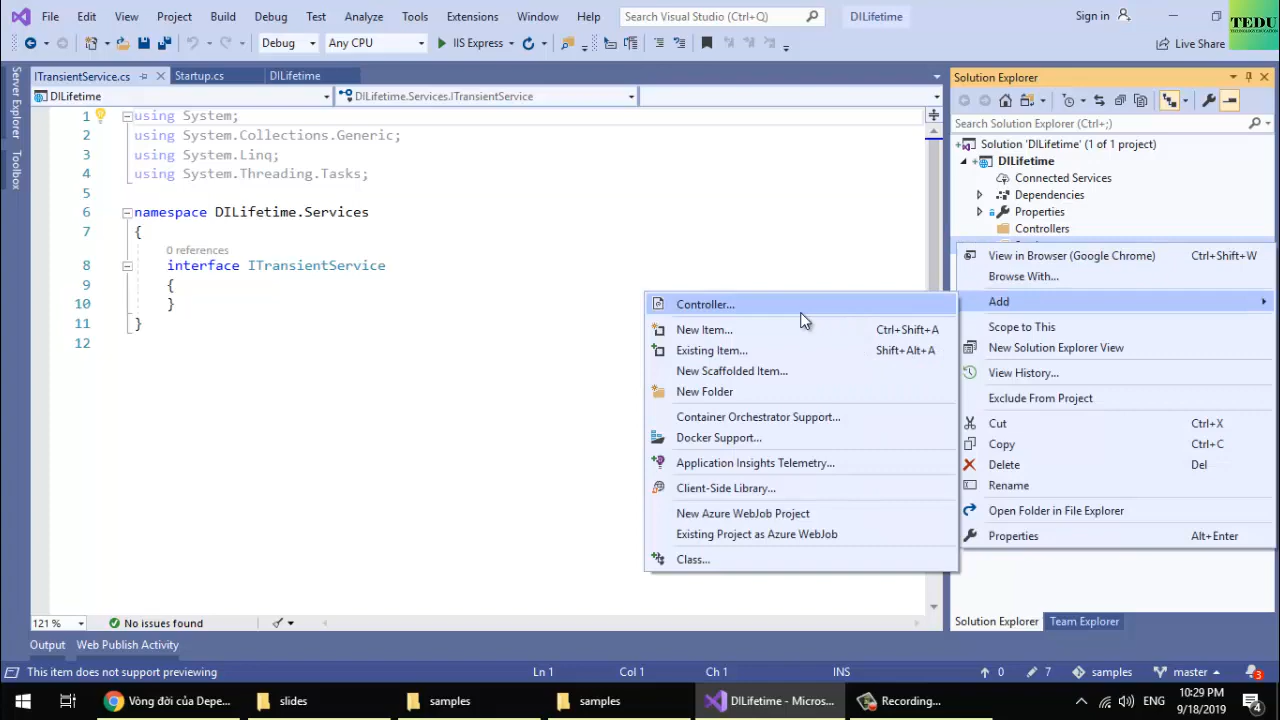 File Edit View Project Build Debug Test Analyze Tools Extensions Window Help Search Visual Studio (Ctrl+Q) DILifetime Sign in
TEDU
Debug Any CPU IIS Express Live Share
Server Explorer
Toolbox
ITransientService.cs Startup.cs DILifetime
DILifetime DILifetime.Services.ITransientService
1 using System;
2 using System.Collections.Generic;
3 using System.Linq;
4 using System.Threading.Tasks;
5
6 namespace DILifetime.Services
7 {
0 references
8 interface ITransientService
9 {
10 }
11 }
12
Solution Explorer
Search Solution Explorer (Ctrl+;)
Solution 'DILifetime' (1 of 1 project)
DILifetime
Connected Services
Dependencies
Properties
Controllers
View in Browser (Google Chrome) Ctrl+Shift+W
Browse With...
Add
Scope to This
New Solution Explorer View
View History...
Exclude From Project
Cut Ctrl+X
Copy Ctrl+C
Delete Del
Rename
Open Folder in File Explorer
Properties Alt+Enter
Controller...
New Item... Ctrl+Shift+A
Existing Item... Shift+Alt+A
New Scaffolded Item...
New Folder
Container Orchestrator Support...
Docker Support...
Application Insights Telemetry...
Client-Side Library...
New Azure WebJob Project
Existing Project as Azure WebJob
Class...
121 % No issues found
Solution Explorer Team Explorer
Output Web Publish Activity
This item does not support previewing Ln 1 Col 1 Ch 1 INS 0 7 samples master 3
Vòng đời của Depe... slides samples samples DILifetime - Micros... Recording... ENG 10:29 PM
9/18/2019 4